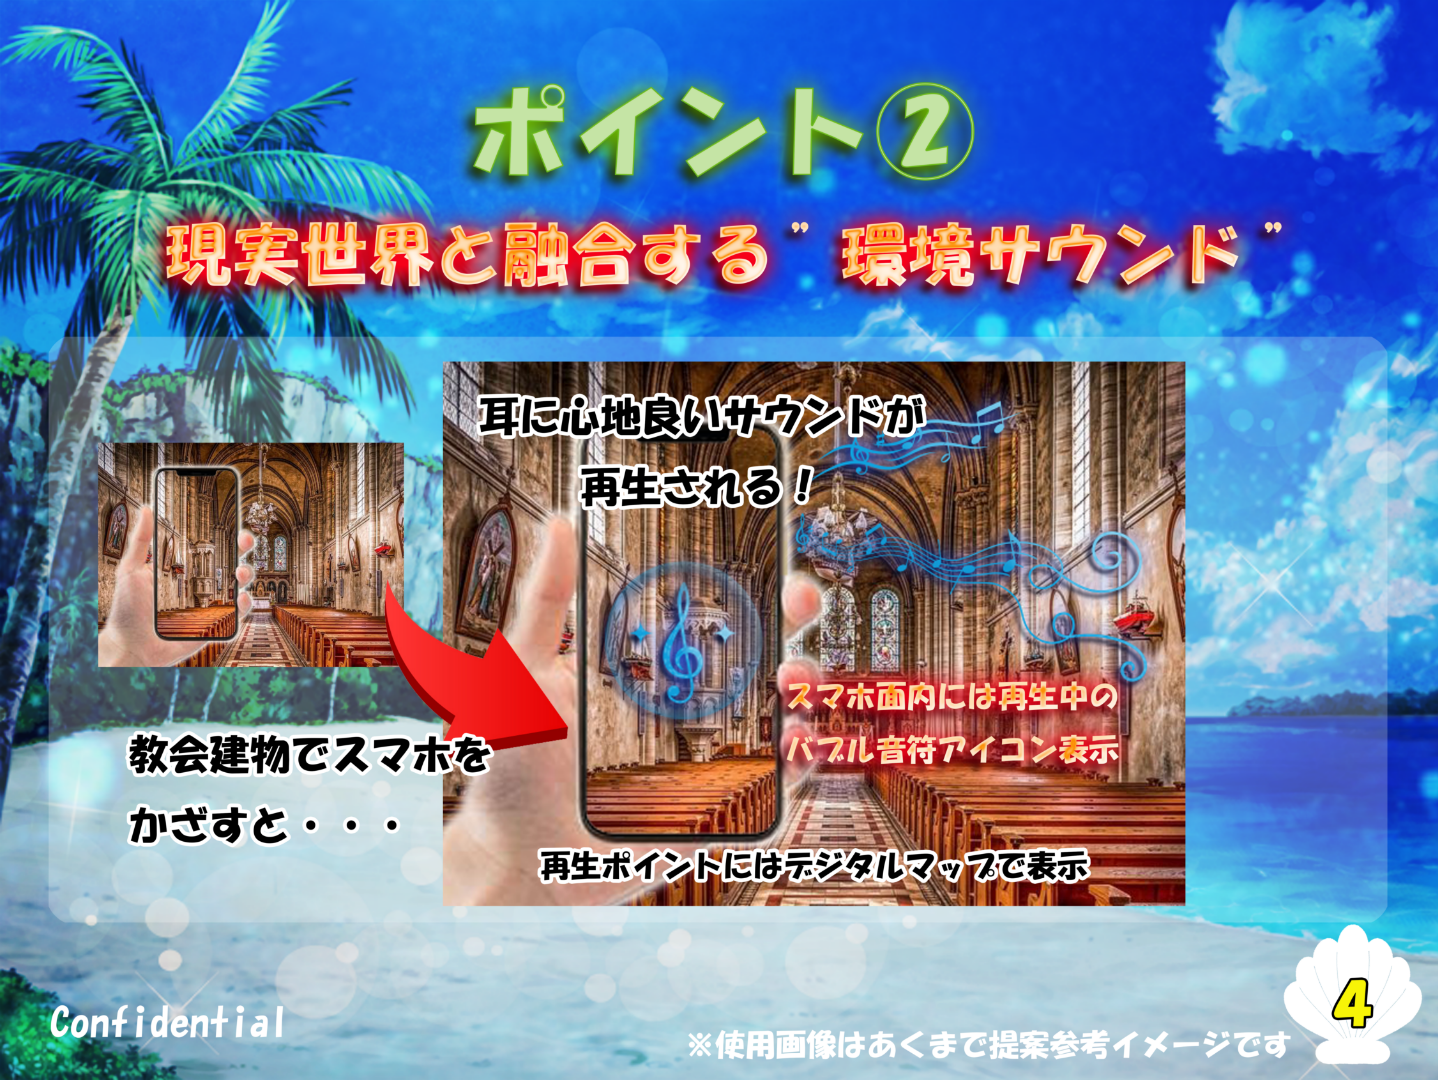 ポイント②
現実世界と融合する”環境サウンド”
耳に心地良いサウンドが
再生される！
スマホ面内には再生中の
バブル音符アイコン表示
教会建物でスマホを
かざすと・・・
再生ポイントにはデジタルマップで表示
Confidential
※使用画像はあくまで提案参考イメージです
4